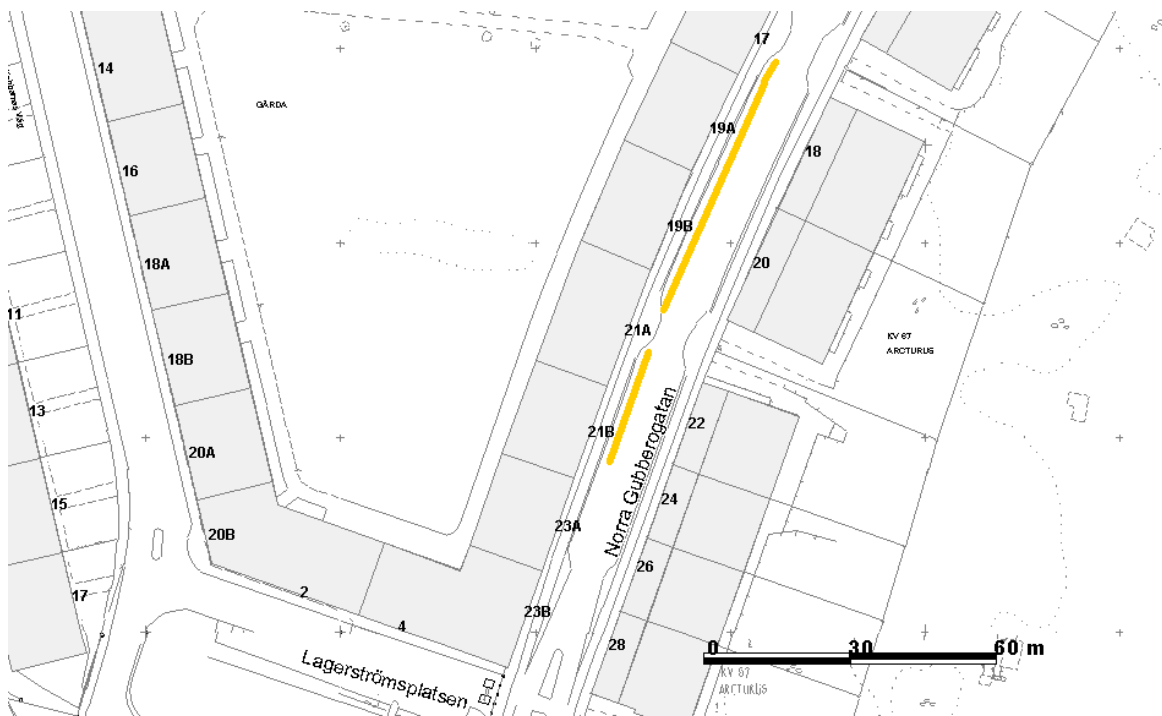 17
14
GÅRDA
19A
18
16
19B
20
18A
11
21A
KV 67
ARCTURUS
18B
13
22
21B
20A
24
15
Norra Gubberogatan
23A
20B
26
2
17
23B
4
28
0 30 60 m
Lagerströmsplatsen
KV 67
ARCTURUS